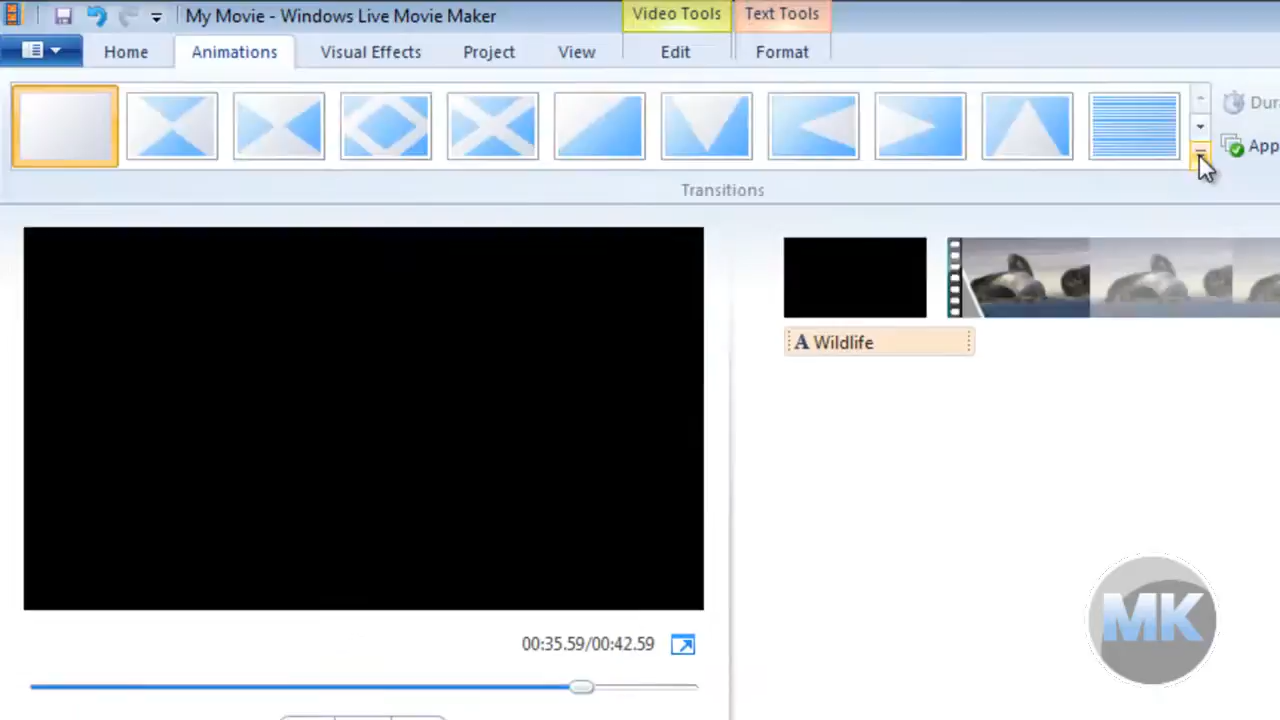 My Movie - Windows Live Movie Maker
Video Tools
Text Tools
Home
Animations
Visual Effects
Project
View
Edit
Format
Transitions
A Wildlife
00:35.59/00:42.59
MK